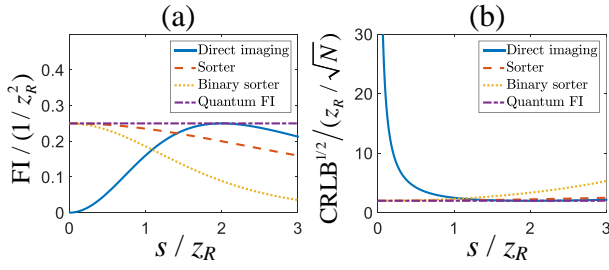 (a)
FI / (1/z_R^2)
0.5
0.4
0.3
0.2
0.1
0
Direct imaging
Sorter
Binary sorter
Quantum FI
0 1 2 3
s / z_R
(b)
CRLB^{1/2}/(z_R / √N)
30
20
10
0
Direct imaging
Sorter
Binary sorter
Quantum FI
0 1 2 3
s / z_R